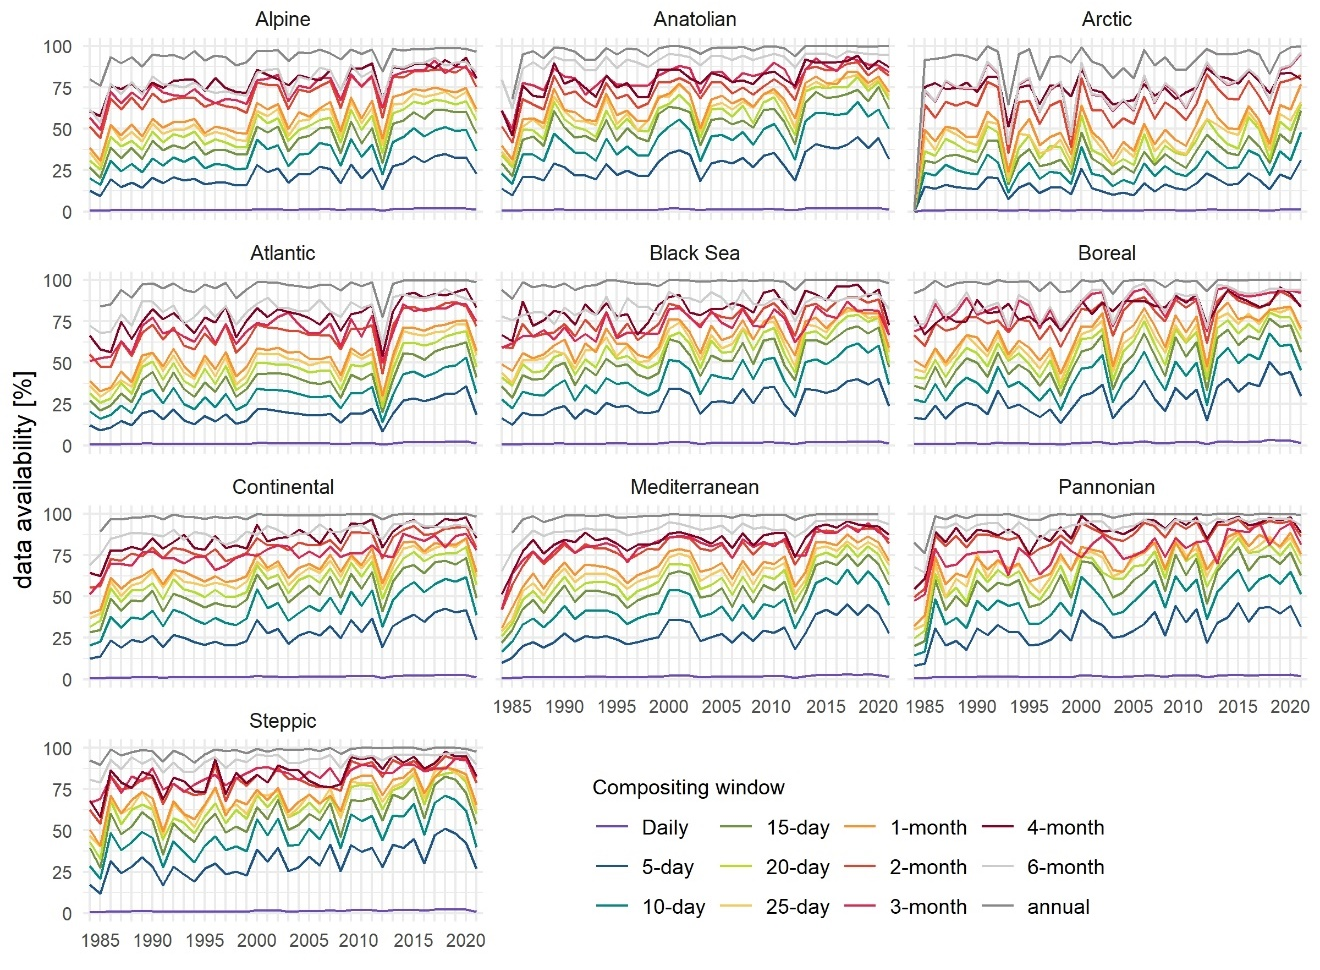 Alpine Anatolian Arctic
100
75
50
25
0
Atlantic Black Sea Boreal
100
75
50
25
0
data availability [%]
Continental Mediterranean Pannonian
100
75
50
25
0
1985 1990 1995 2000 2005 2010 2015 2020 1985 1990 1995 2000 2005 2010 2015 2020
Steppic
100
75
50
25
0
1985 1990 1995 2000 2005 2010 2015 2020
Compositing window
Daily 15-day 1-month 4-month
5-day 20-day 2-month 6-month
10-day 25-day 3-month annual